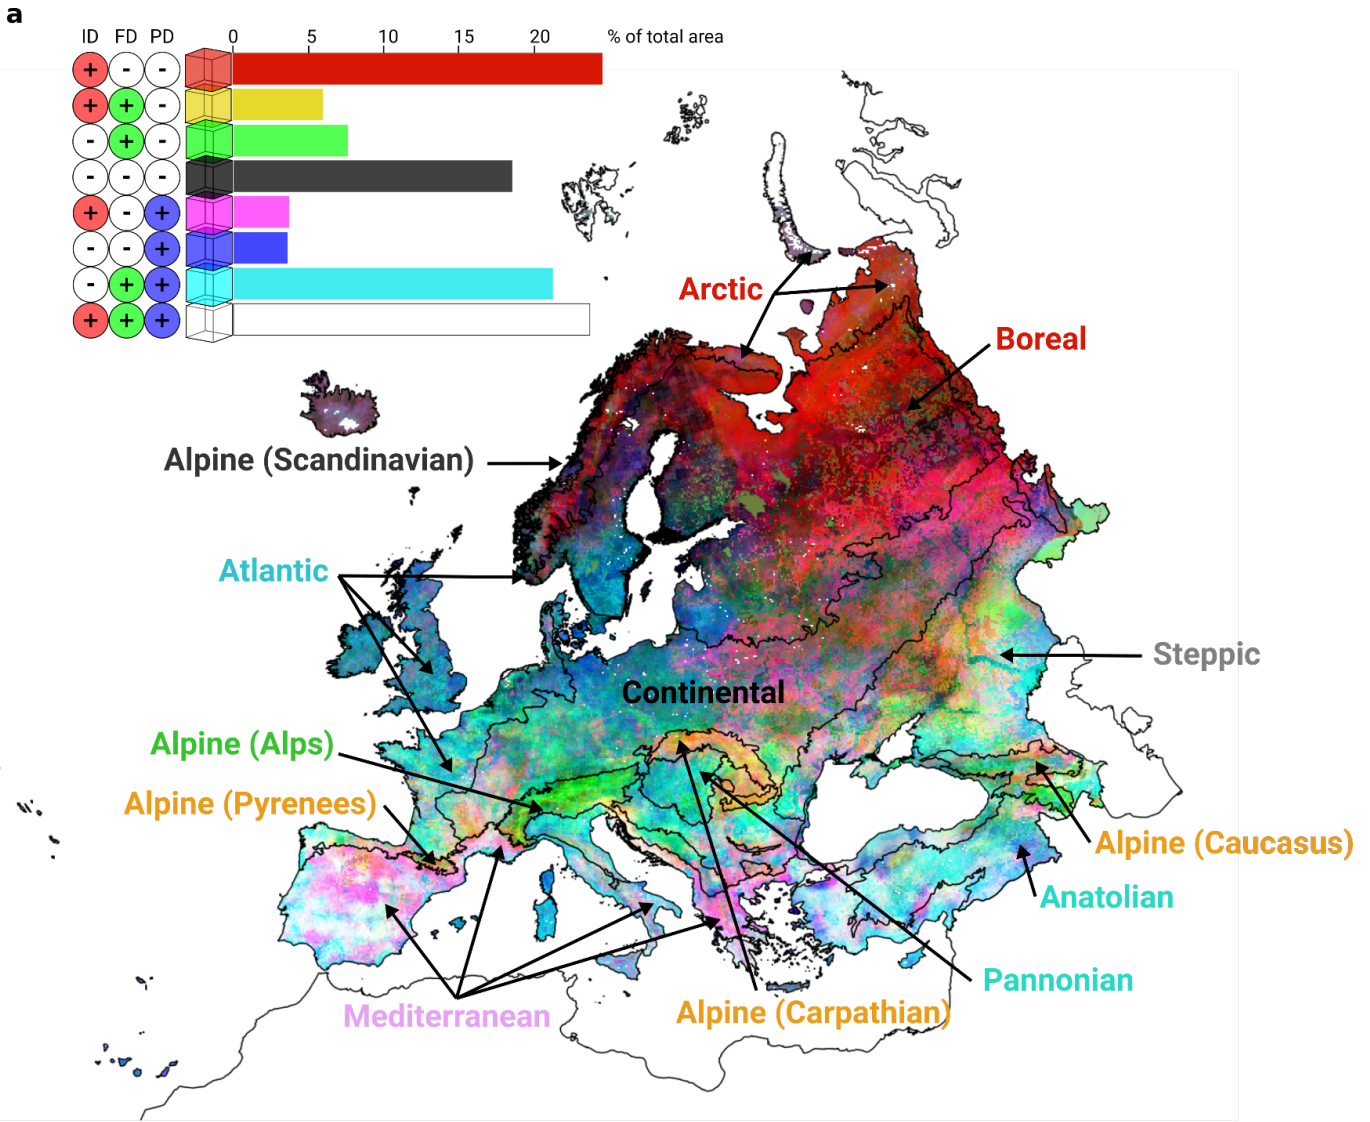 a
ID FD PD 0 5 10 15 20 % of total area
+ - -
+ + -
- + -
- - -
+ - +
- - +
- + +
+ + +
Arctic
Boreal
Alpine (Scandinavian)
Atlantic
Steppic
Continental
Alpine (Alps)
Alpine (Pyrenees)
Alpine (Caucasus)
Anatolian
Pannonian
Mediterranean
Alpine (Carpathian)